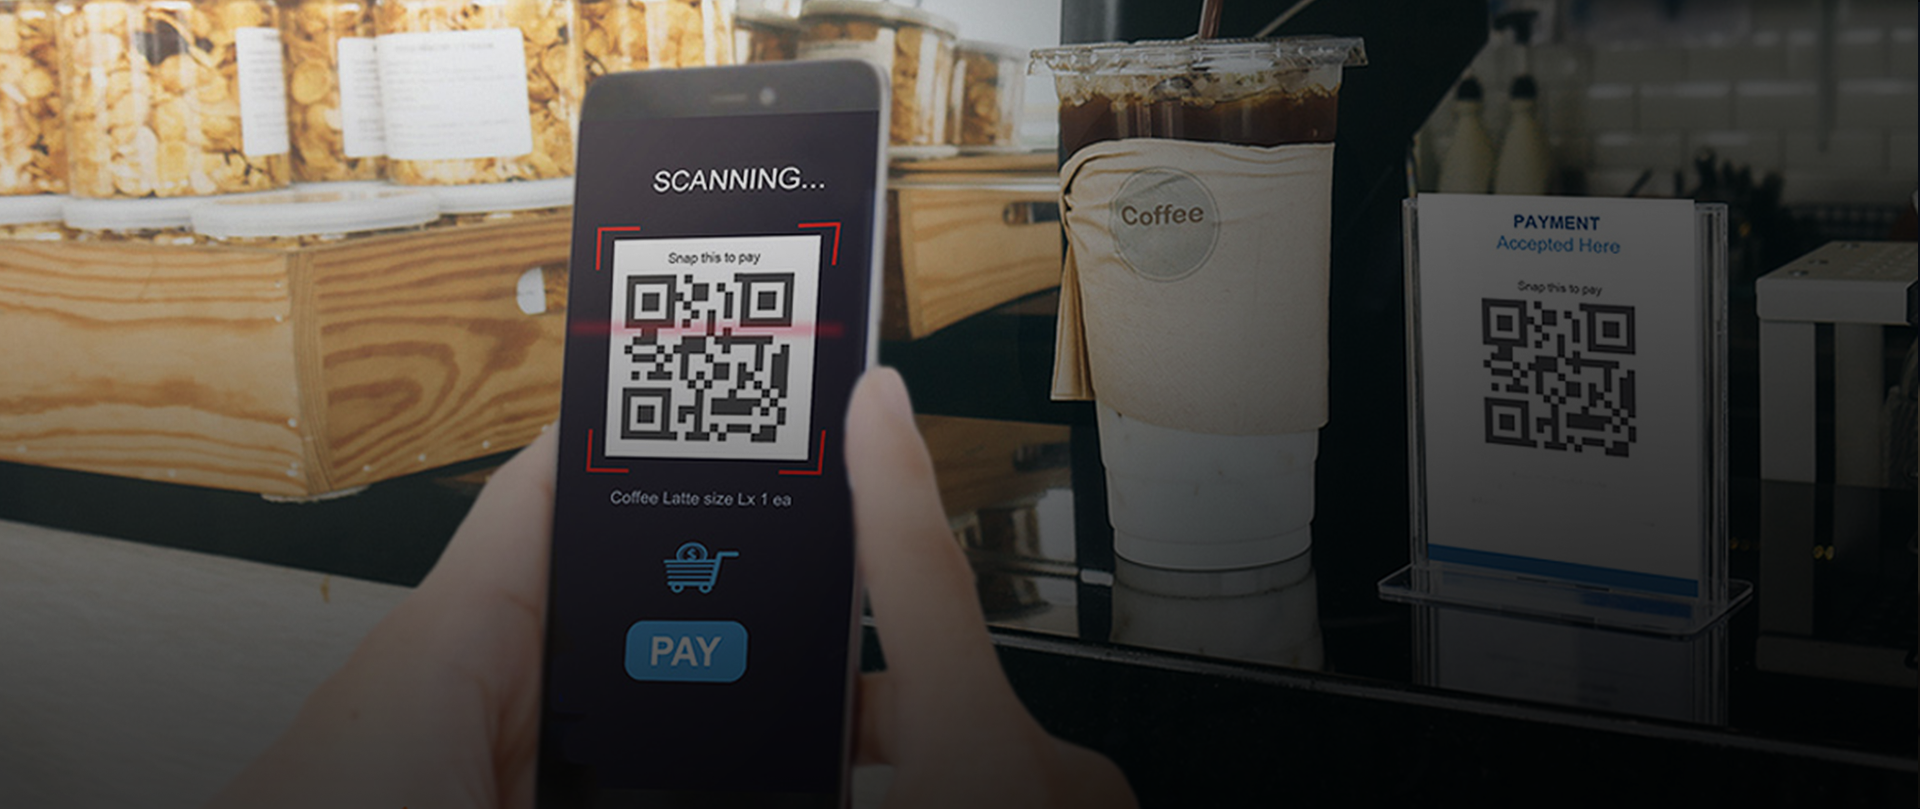 SCANNING...
Snap this to pay
Coffee Latte size Lx 1 ea
$
PAY
Coffee
PAYMENT
Accepted Here
Snap this to pay